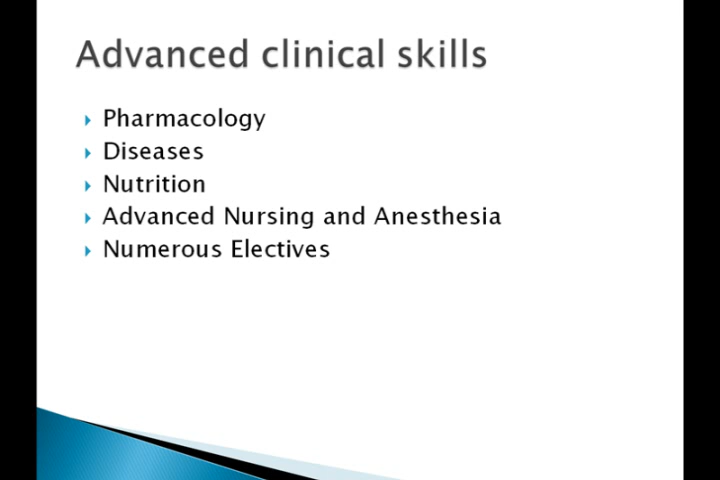 Advanced clinical skills
Pharmacology
Diseases
Nutrition
Advanced Nursing and Anesthesia
Numerous Electives